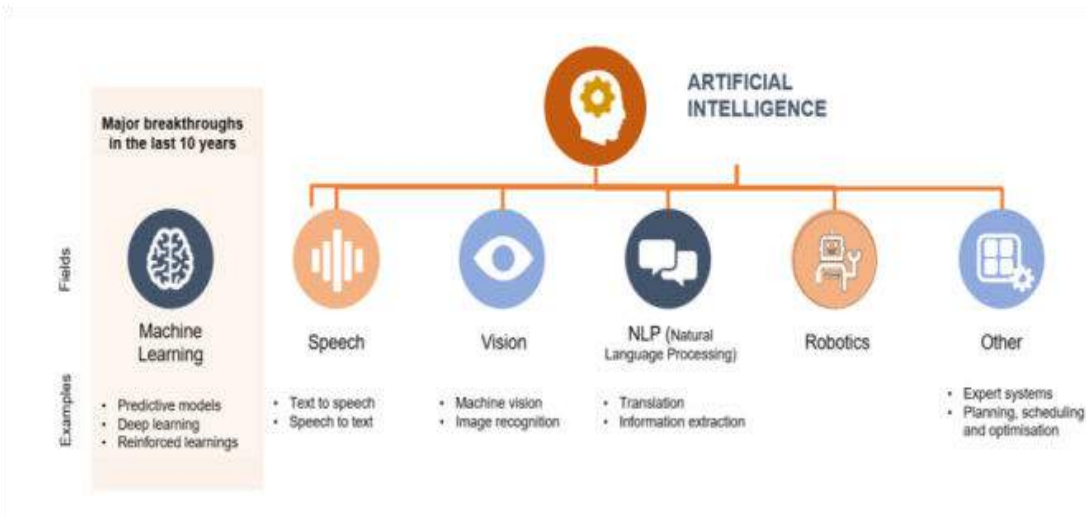 ARTIFICIAL
INTELLIGENCE
Major breakthroughs
in the last 10 years
Fields
Machine
Learning
Speech
Vision
NLP (Natural
Language Processing)
Robotics
Other
Examples
• Predictive models
• Deep learning
• Reinforced learnings
• Text to speech
• Speech to text
• Machine vision
• Image recognition
• Translation
• Information extraction
• Expert systems
• Planning, scheduling
and optimisation